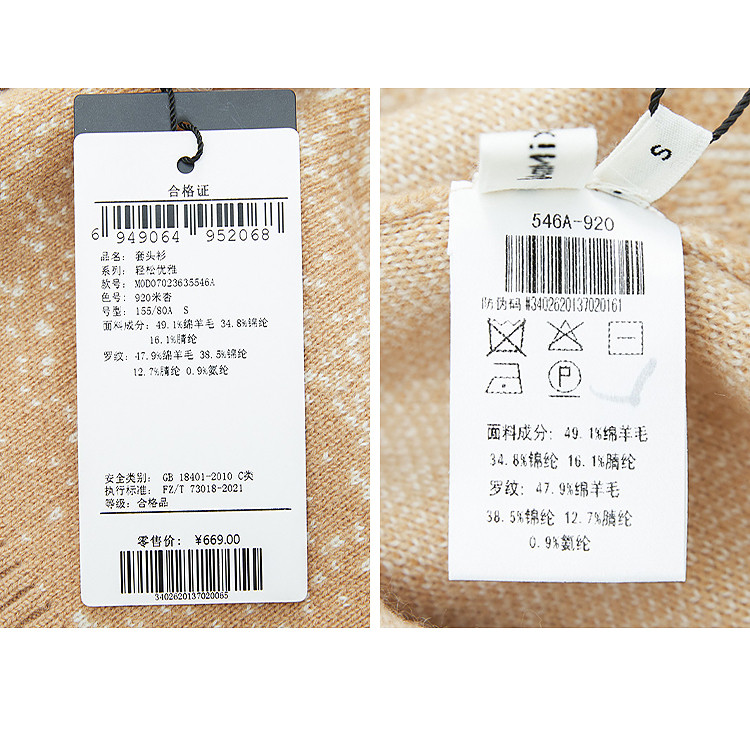 合格证
6 949064 952068
品名: 套头衫
系列: 轻松优雅
款号: MODO7023635546A
色号: 920米杏
号型: 155/80A S
面料成分: 49.1%绵羊毛 34.8%锦纶
16.1%腈纶
罗纹: 47.9%绵羊毛 38.5%锦纶
12.7%腈纶 0.9%氨纶
安全类别: GB 18401-2010 C类
执行标准: FZ/T 73018-2021
等级: 合格品
零售价: ¥669.00
3402620137020065
S
546A-920
防伪码#3402620137020161
P
面料成分: 49.1%绵羊毛
34.8%锦纶 16.1%腈纶
罗纹: 47.9%绵羊毛
38.5%锦纶 12.7%腈纶
0.9%氨纶